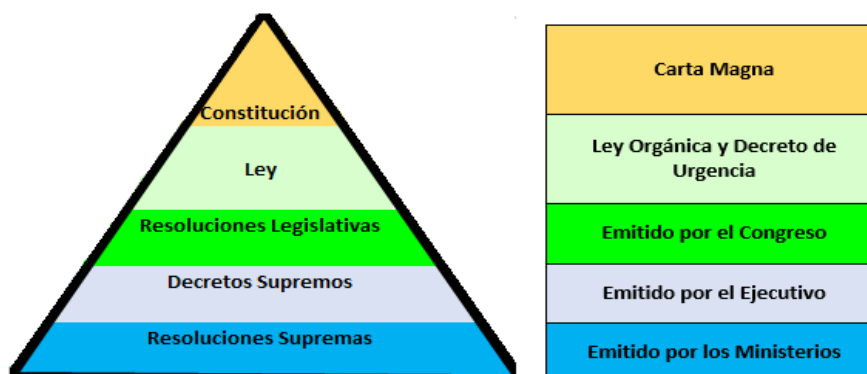 Constitución
Ley
Resoluciones Legislativas
Decretos Supremos
Resoluciones Supremas
Carta Magna
Ley Orgánica y Decreto de
Urgencia
Emitido por el Congreso
Emitido por el Ejecutivo
Emitido por los Ministerios